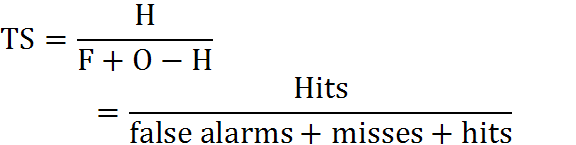 TS = H / (F + O − H)
= Hits / (false alarms + misses + hits)